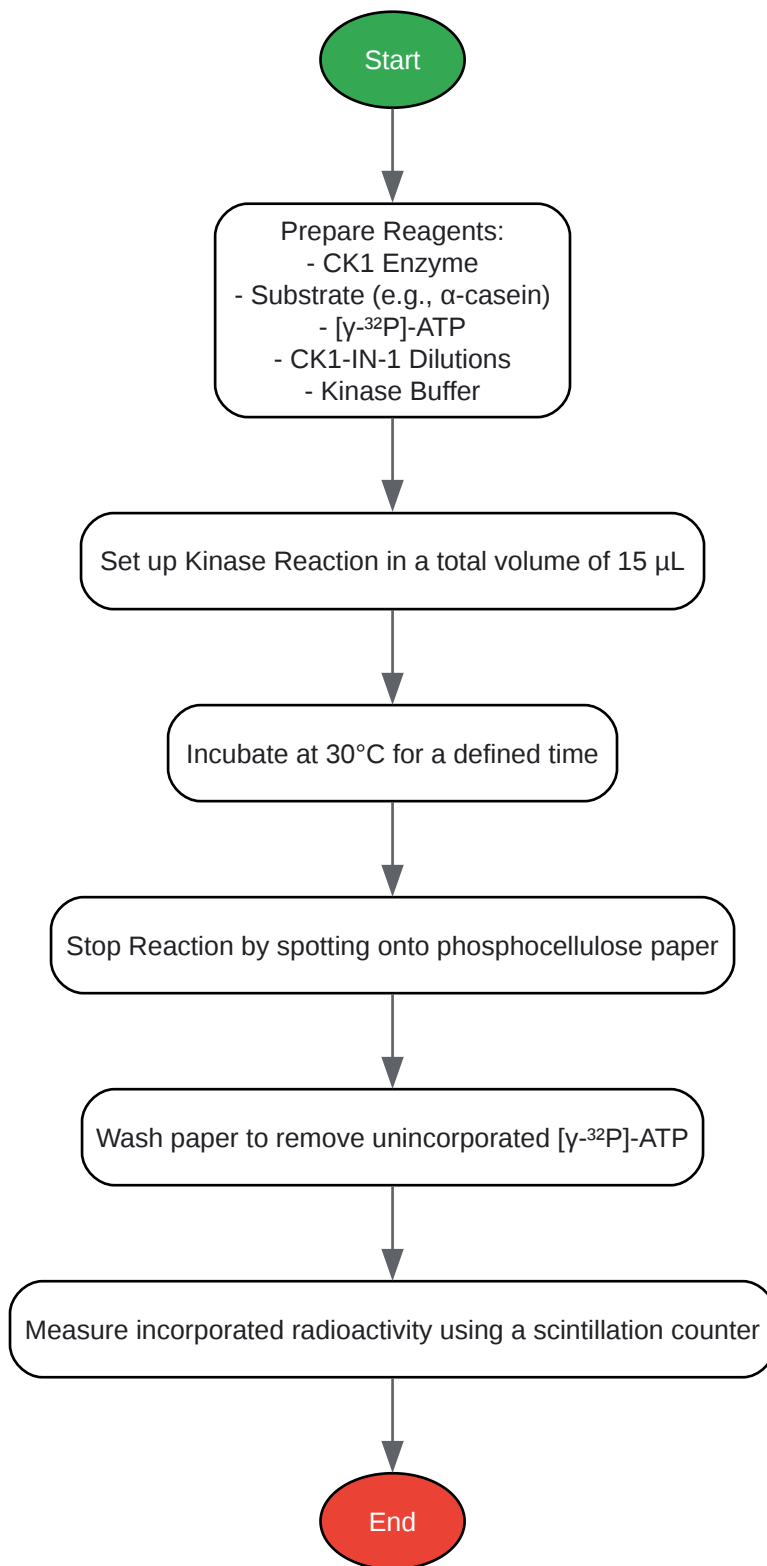 Start
Prepare Reagents:
- CK1 Enzyme
- Substrate (e.g., α-casein)
- [γ-³²P]-ATP
- CK1-IN-1 Dilutions
- Kinase Buffer
Set up Kinase Reaction in a total volume of 15 µL
Incubate at 30°C for a defined time
Stop Reaction by spotting onto phosphocellulose paper
Wash paper to remove unincorporated [γ-³²P]-ATP
Measure incorporated radioactivity using a scintillation counter
End